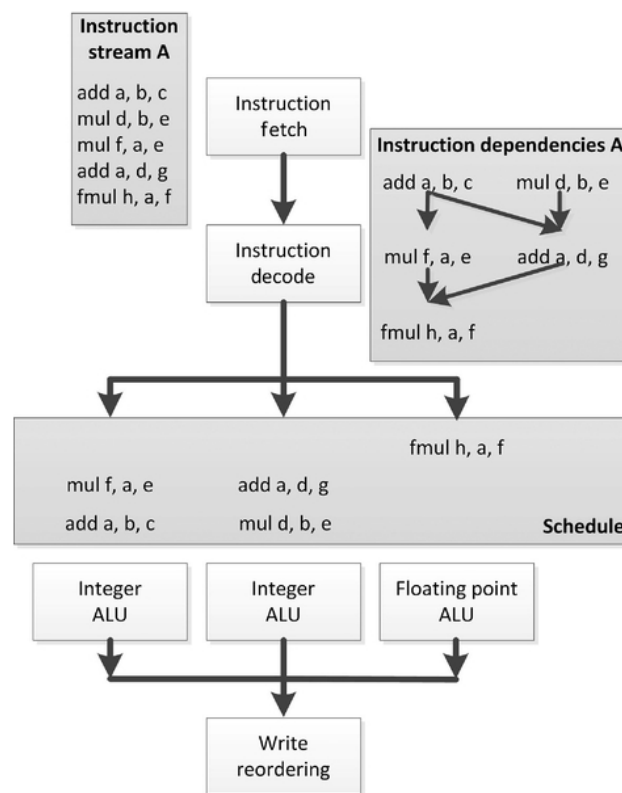 Instruction
stream A
add a, b, c
mul d, b, e
mul f, a, e
add a, d, g
fmul h, a, f
Instruction
fetch
Instruction dependencies A
add a, b, c mul d, b, e
mul f, a, e add a, d, g
fmul h, a, f
Instruction
decode
fmul h, a, f
mul f, a, e add a, d, g
add a, b, c mul d, b, e
Schedule
Integer
ALU
Integer
ALU
Floating point
ALU
Write
reordering